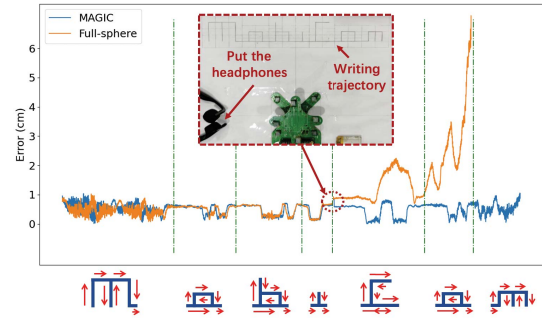 MAGIC
Full-sphere
Put the
headphones
Writing
trajectory
Error (cm)
6
5
4
3
2
1
0